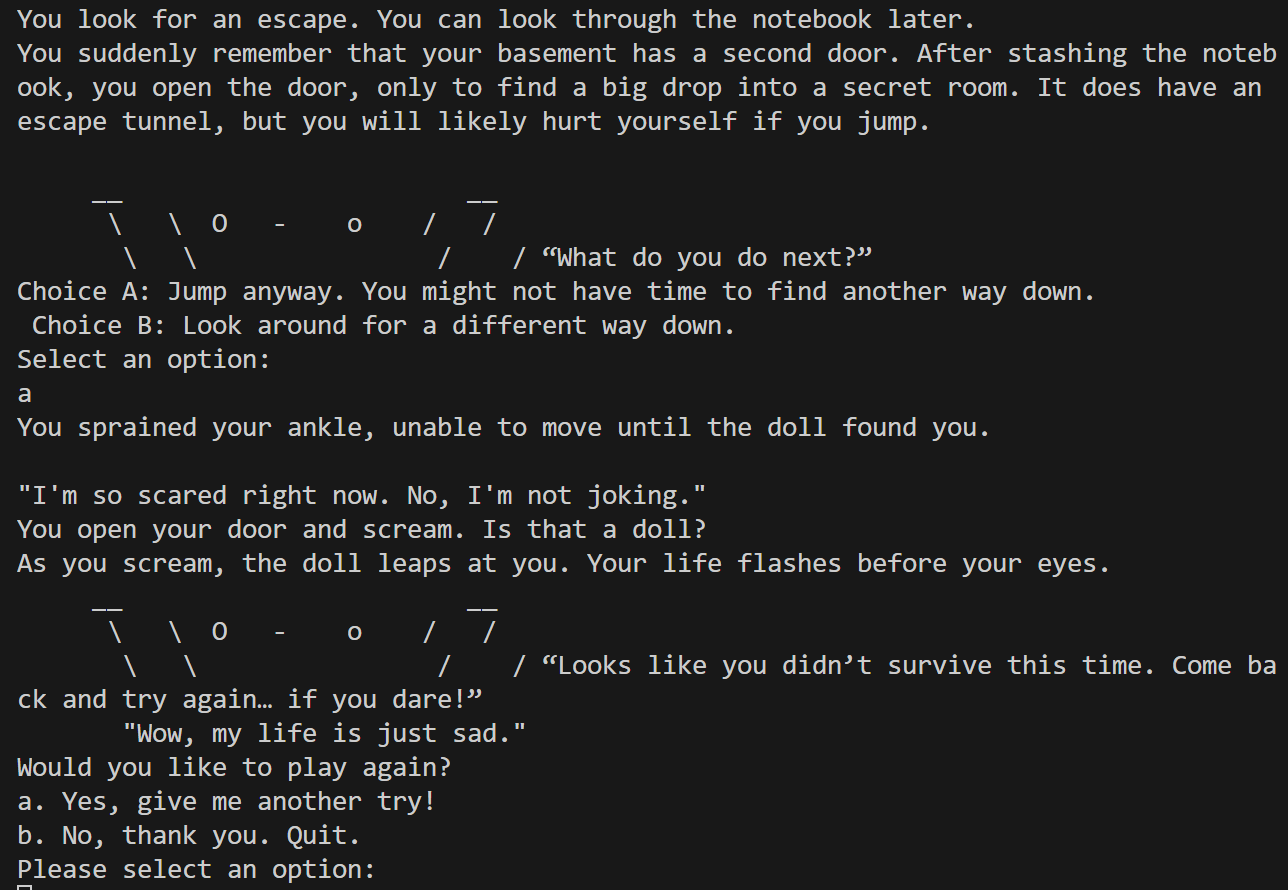 You look for an escape. You can look through the notebook later.
You suddenly remember that your basement has a second door. After stashing the noteb
ook, you open the door, only to find a big drop into a secret room. It does have an
escape tunnel, but you will likely hurt yourself if you jump.
     __                       __
      \   \  O   -    o    /   /
       \   \                /    / “What do you do next?”
Choice A: Jump anyway. You might not have time to find another way down.
 Choice B: Look around for a different way down.
Select an option:
a
You sprained your ankle, unable to move until the doll found you.
"I'm so scared right now. No, I'm not joking."
You open your door and scream. Is that a doll?
As you scream, the doll leaps at you. Your life flashes before your eyes.
     __                       __
      \   \  O   -    o    /   /
       \   \                /    / “Looks like you didn’t survive this time. Come ba
ck and try again… if you dare!”
       "Wow, my life is just sad."
Would you like to play again?
a. Yes, give me another try!
b. No, thank you. Quit.
Please select an option: